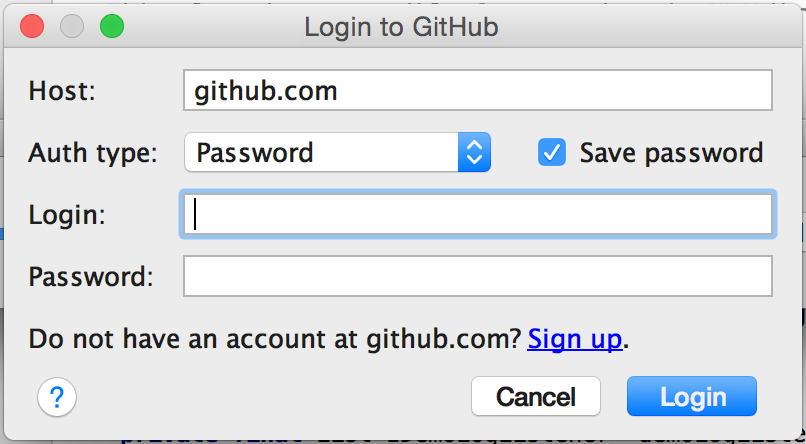 Login to GitHub
Host: github.com
Auth type: Password Save password
Login:
Password:
Do not have an account at github.com? Sign up.
? Cancel Login